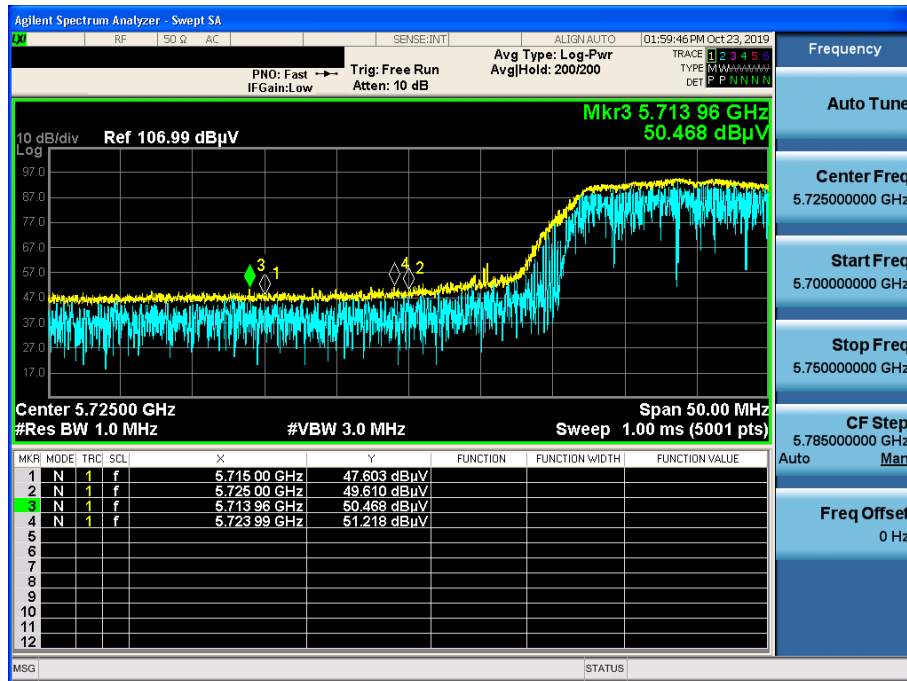 Agilent Spectrum Analyzer - Swept SA
LXI RF 50 Ω AC SENSE:INT ALIGN AUTO 01:59:46 PM Oct 23, 2019
Avg Type: Log-Pwr TRACE 1 2 3 4 5 6
PNO: Fast Trig: Free Run Avg|Hold: 200/200 TYPE M W W W W W
IFGain:Low Atten: 10 dB DET P P N N N N
Mkr3 5.713 96 GHz
50.468 dBµV
10 dB/div Ref 106.99 dBµV
Log
97.0
87.0
77.0
67.0
57.0
47.0
37.0
27.0
17.0
3 1 4 2
Center 5.72500 GHz Span 50.00 MHz
#Res BW 1.0 MHz #VBW 3.0 MHz Sweep 1.00 ms (5001 pts)
MKR MODE TRC SCL X Y FUNCTION FUNCTION WIDTH FUNCTION VALUE
1 N 1 f 5.715 00 GHz 47.603 dBµV
2 N 1 f 5.725 00 GHz 49.610 dBµV
3 N 1 f 5.713 96 GHz 50.468 dBµV
4 N 1 f 5.723 99 GHz 51.218 dBµV
5
6
7
8
9
10
11
12
MSG STATUS
Frequency
Auto Tune
Center Freq
5.725000000 GHz
Start Freq
5.700000000 GHz
Stop Freq
5.750000000 GHz
CF Step
5.785000000 GHz
Auto Man
Freq Offset
0 Hz